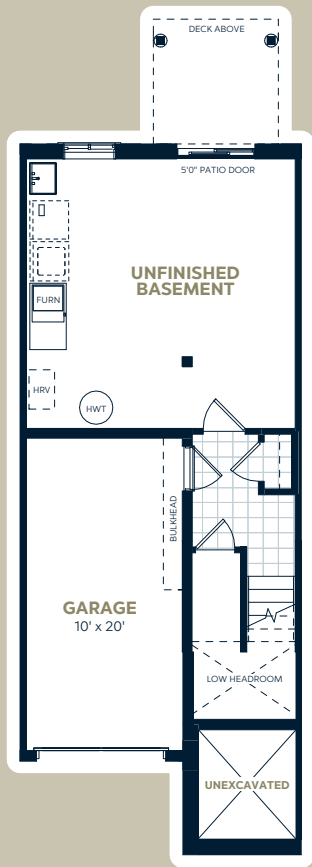 DECK ABOVE
5'0" PATIO DOOR
UNFINISHED
BASEMENT
FURN
HRV
HWT
BULKHEAD
GARAGE
10' x 20'
LOW HEADROOM
UNEXCAVATED